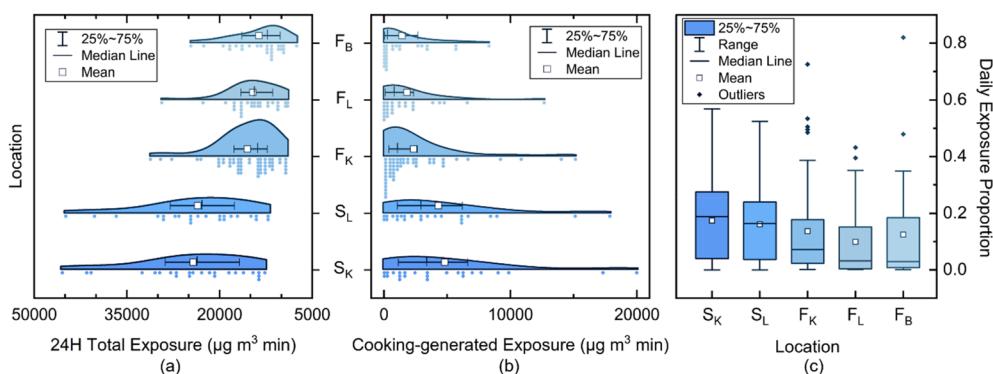 25%~75%
Median Line
Mean
F_B
F_L
F_K
S_L
S_K
Location
50000 35000 20000 5000
24H Total Exposure (μg m³ min)
(a)
25%~75%
Median Line
Mean
0 10000 20000
Cooking-generated Exposure (μg m³ min)
(b)
25%~75%
Range
Median Line
Mean
Outliers
0.8
0.6
0.4
0.2
0.0
Daily Exposure Proportion
S_K S_L F_K F_L F_B
Location
(c)